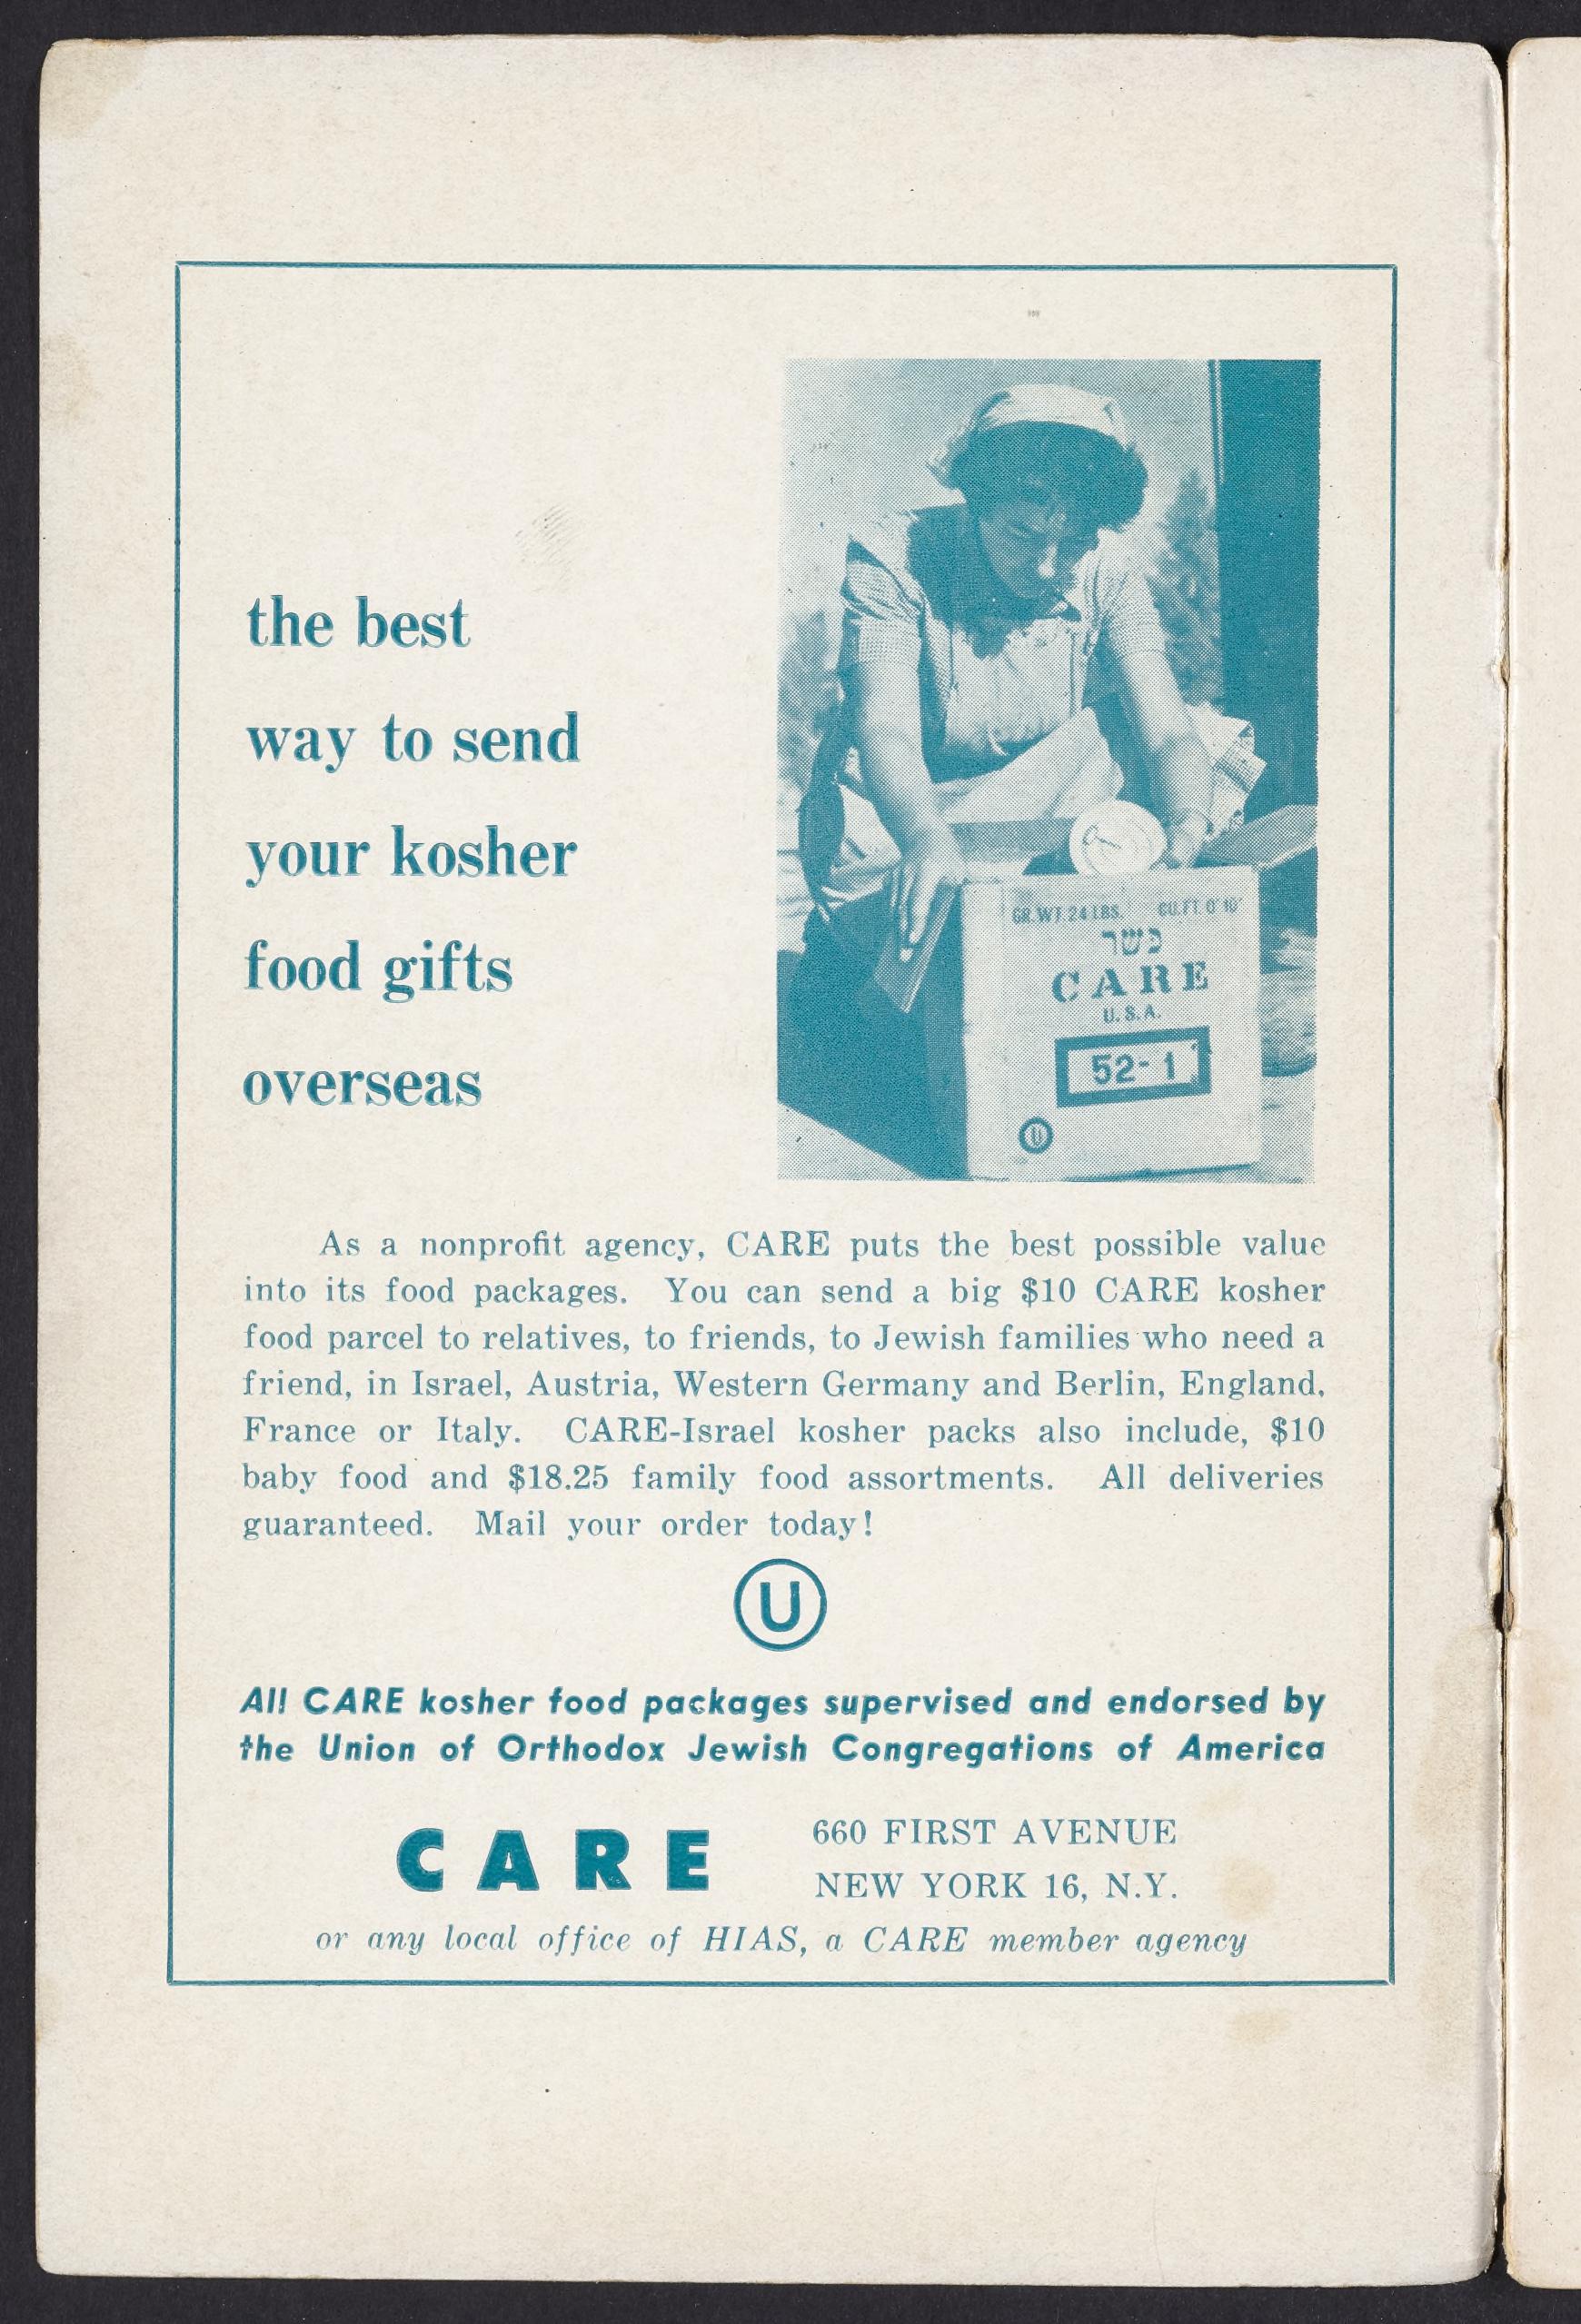 the best
way to send
your kosher
food gifts
overseas
GR. WT. 24 LBS. CU. FT. 0' 10"
כשר
CARE
U.S.A.
52-1
U
As a nonprofit agency, CARE puts the best possible value
into its food packages. You can send a big $10 CARE kosher
food parcel to relatives, to friends, to Jewish families who need a
friend, in Israel, Austria, Western Germany and Berlin, England,
France or Italy. CARE-Israel kosher packs also include, $10
baby food and $18.25 family food assortments. All deliveries
guaranteed. Mail your order today!
U
All CARE kosher food packages supervised and endorsed by
the Union of Orthodox Jewish Congregations of America
CARE
660 FIRST AVENUE
NEW YORK 16, N.Y.
or any local office of HIAS, a CARE member agency